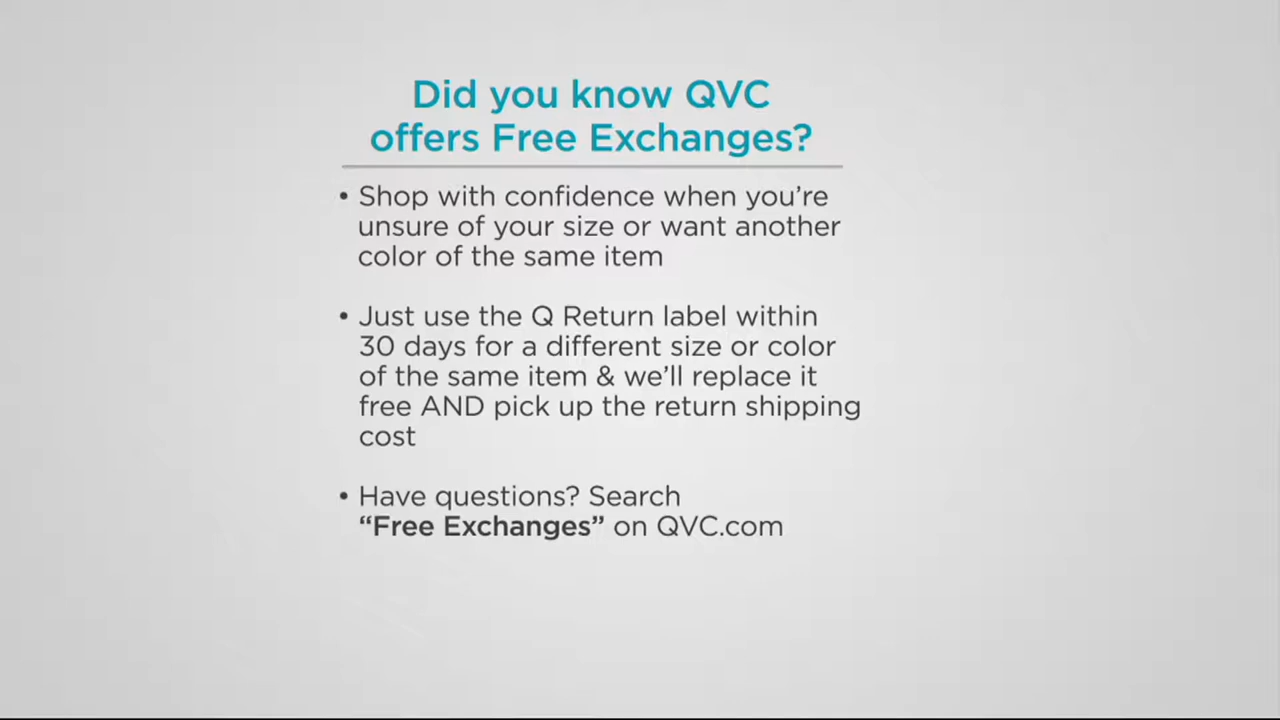 Did you know QVC
offers Free Exchanges?
• Shop with confidence when you're
unsure of your size or want another
color of the same item
• Just use the Q Return label within
30 days for a different size or color
of the same item & we'll replace it
free AND pick up the return shipping
cost
• Have questions? Search
“Free Exchanges” on QVC.com